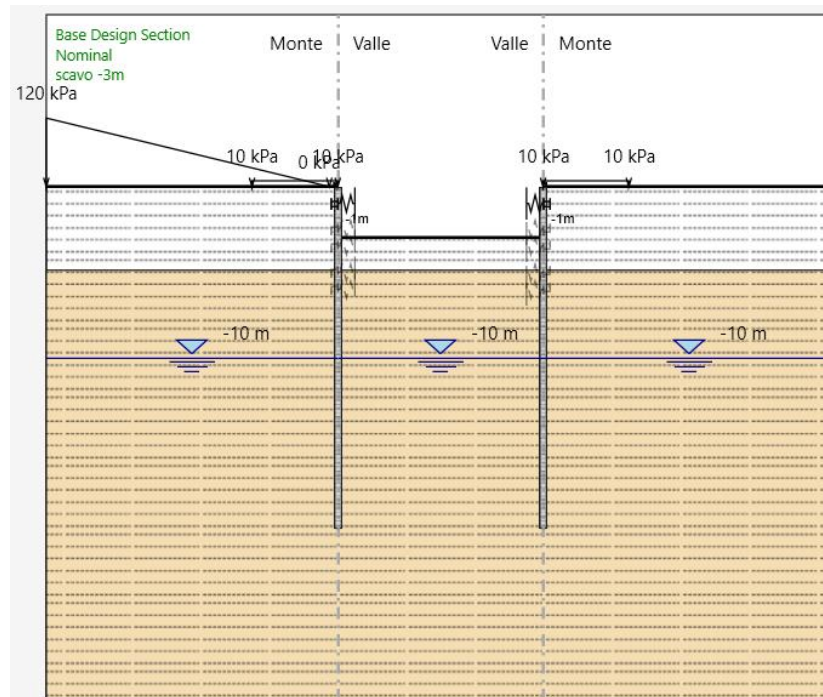 Base Design Section
Nominal
scavo -3m
Monte
Valle
Valle
Monte
120 kPa
10 kPa
0 kPa
10 kPa
10 kPa
10 kPa
-1m
-1m
-10 m
-10 m
-10 m